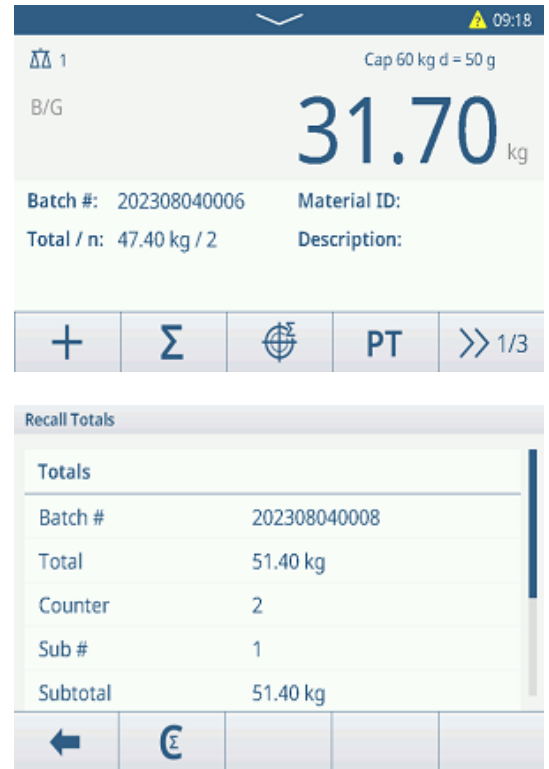 09:18
1 Cap 60 kg d = 50 g
B/G
31.70 kg
Batch #: 202308040006 Material ID:
Total / n: 47.40 kg / 2 Description:
+ Σ Σ PT >> 1/3
Recall Totals
Totals
Batch # 202308040008
Total 51.40 kg
Counter 2
Sub # 1
Subtotal 51.40 kg
C Σ